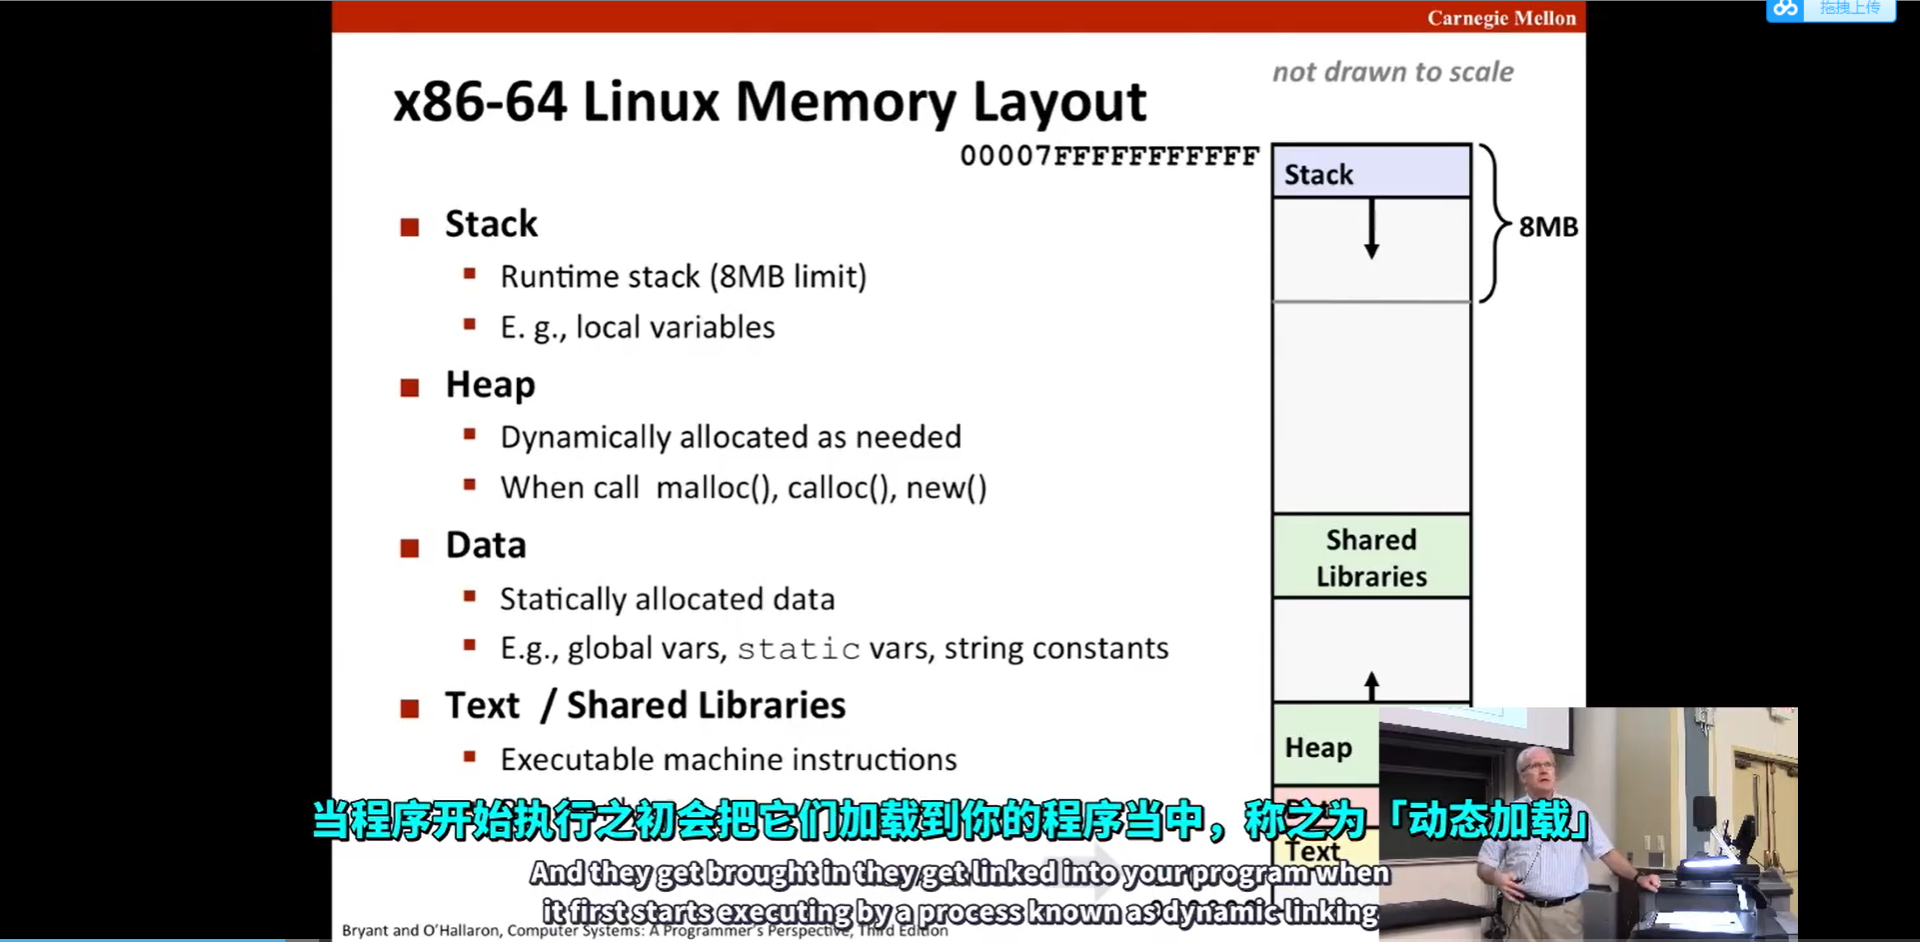 拖拽上传
Carnegie Mellon
not drawn to scale
x86-64 Linux Memory Layout
00007FFFFFFFFFFF
Stack
8MB
Stack
Runtime stack (8MB limit)
E. g., local variables
Heap
Dynamically allocated as needed
When call malloc(), calloc(), new()
Data
Statically allocated data
E.g., global vars, static vars, string constants
Shared
Libraries
Text / Shared Libraries
Executable machine instructions
Heap
当程序开始执行之初会把它们加载到你的程序当中，称之为「动态加载」
Text
And they get brought in they get linked into your program when
it first starts executing by a process known as dynamic linking
Bryant and O'Hallaron, Computer Systems: A Programmer's Perspective, Third Edition